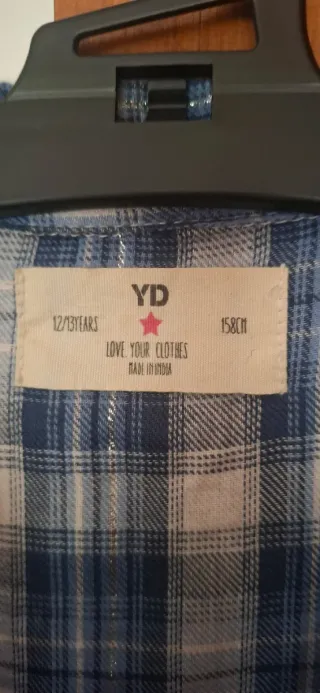 YD
12/13YEARS 158CM
LOVE YOUR CLOTHES
MADE IN INDIA